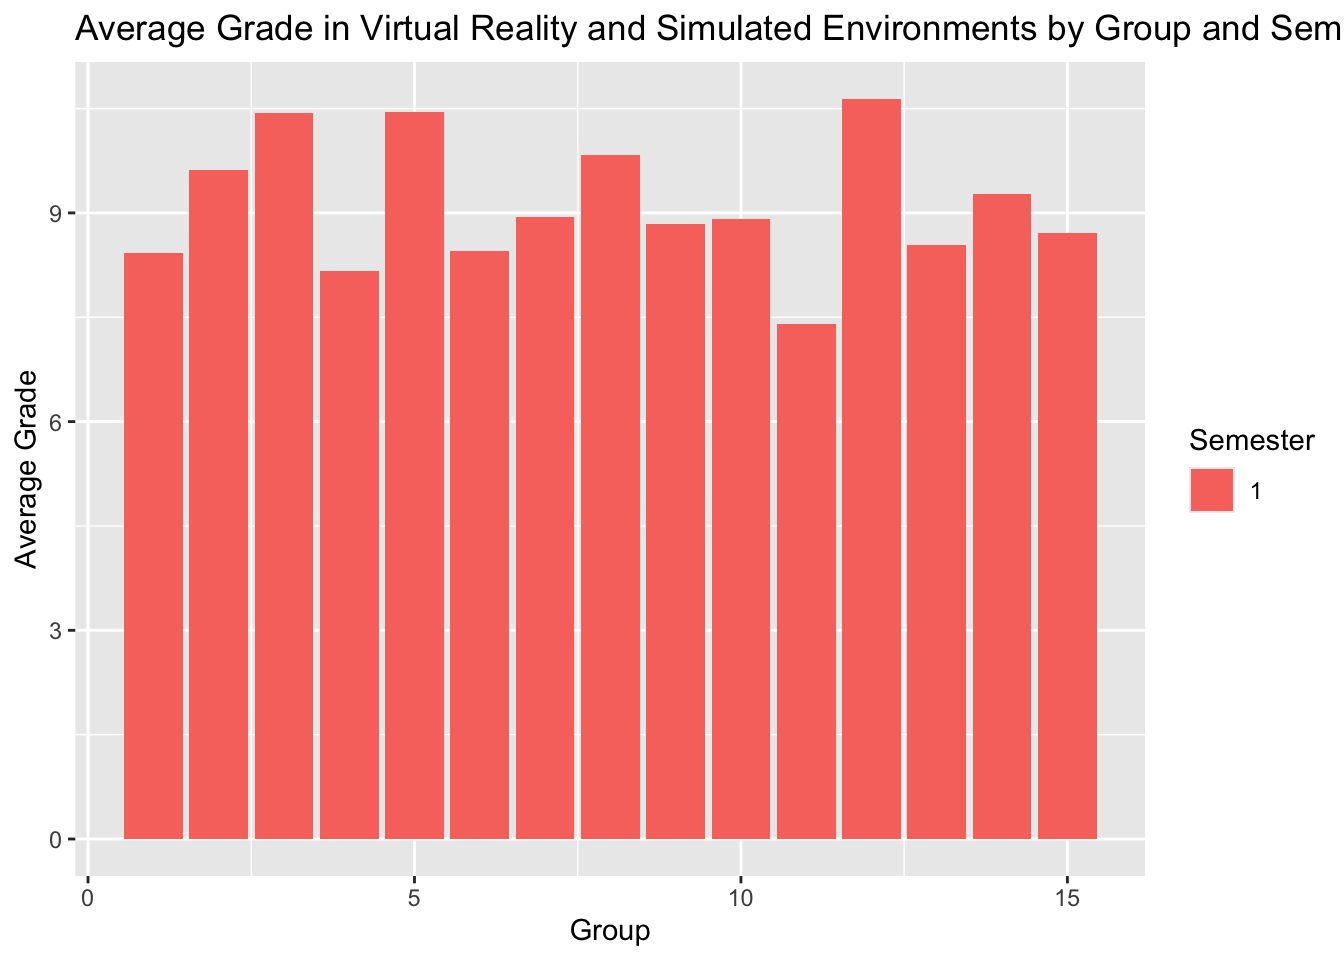 Average Grade in Virtual Reality and Simulated Environments by Group and Sem
9
6
3
0
0 5 10 15
Group
Average Grade
Semester
1